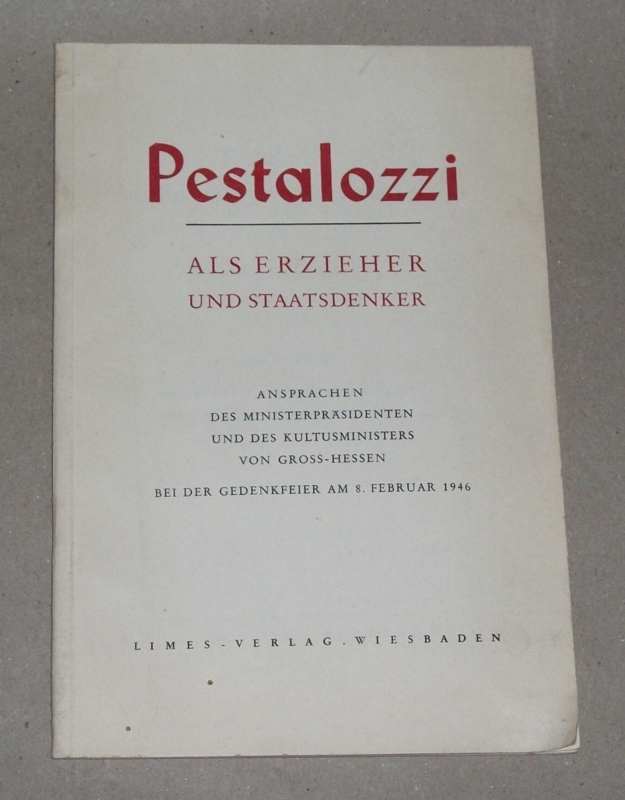 Pestalozzi
ALS ERZIEHER
UND STAATSDENKER
ANSPRACHEN
DES MINISTERPRÄSIDENTEN
UND DES KULTUSMINISTERS
VON GROSS-HESSEN
BEI DER GEDENKFEIER AM 8. FEBRUAR 1946
LIMES-VERLAG.WIESBADEN